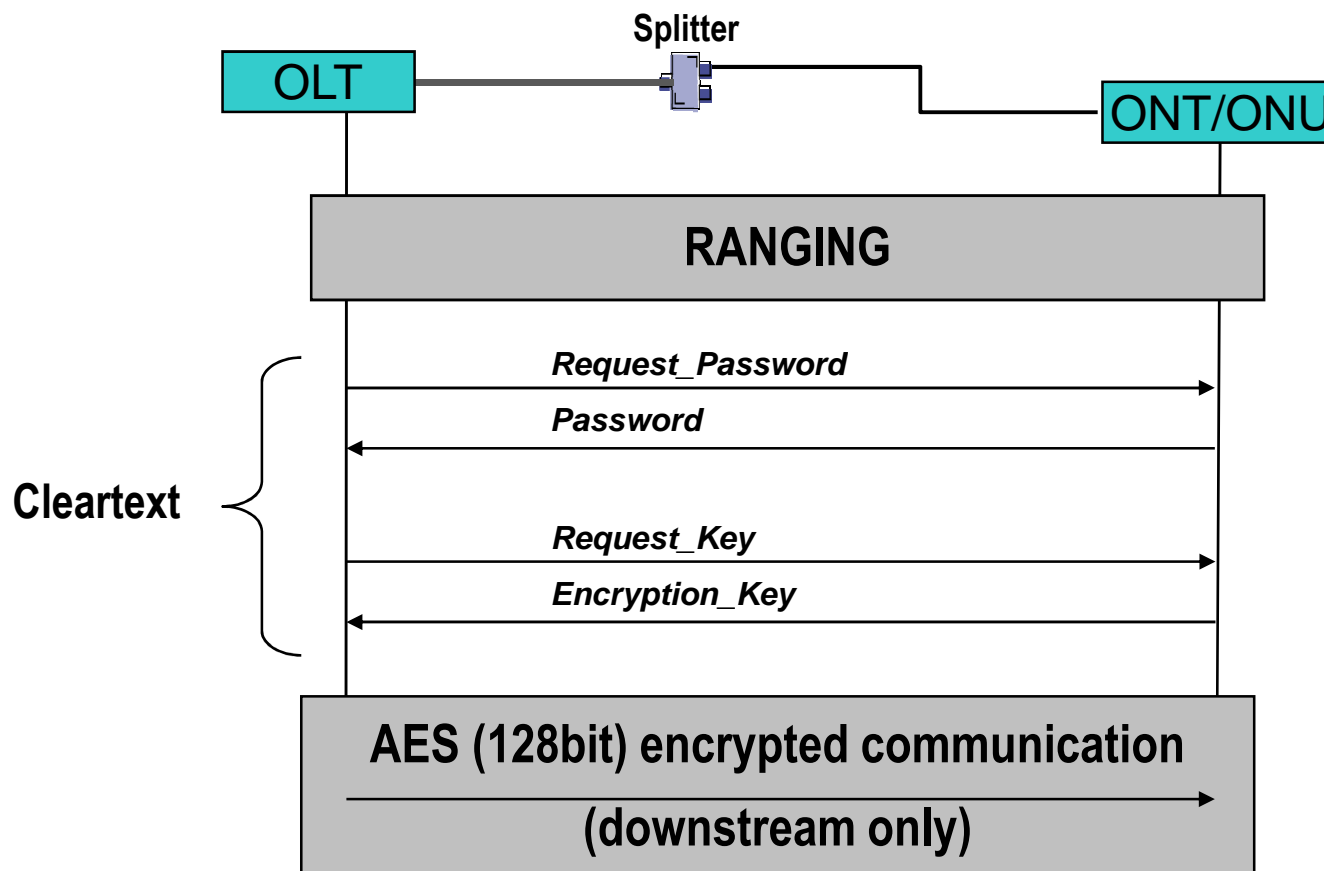 Splitter
OLT
ONT/ONU
RANGING
Request_Password
Password
Cleartext
Request_Key
Encryption_Key
AES (128bit) encrypted communication
(downstream only)